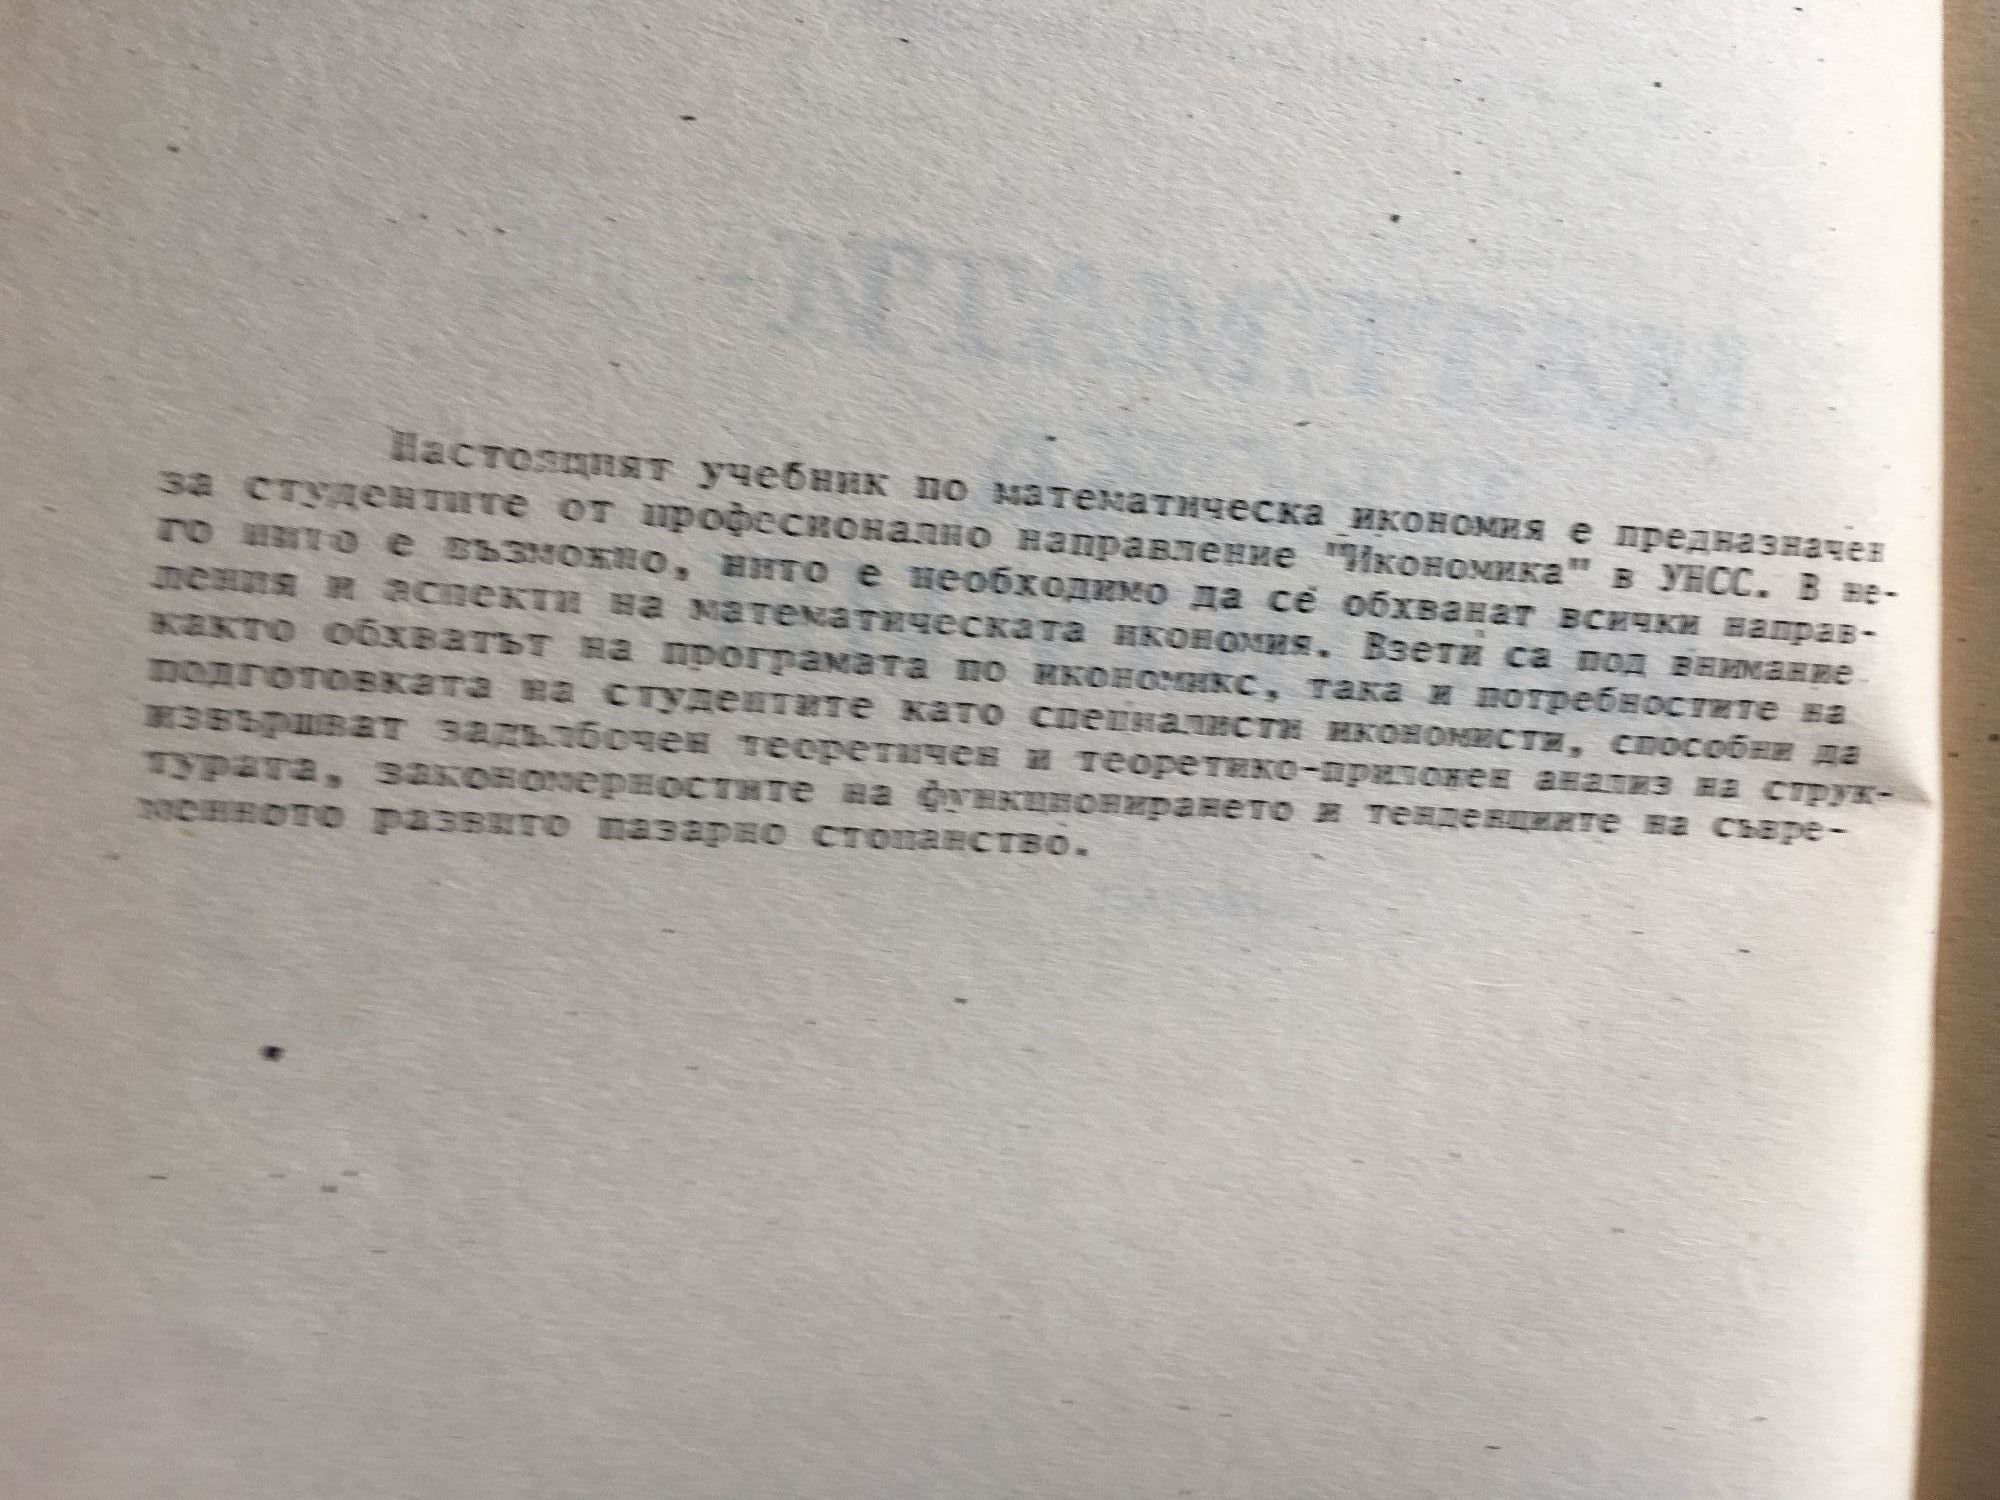 Настоящият учебник по математическа икономия е предназначен
за студентите от професионално направление "Икономика" в УНСС. В не-
го нито е възможно, нито е необходимо да се обхванат всички направ-
ления и аспекти на математическата икономия. Взети са под внимание
както обхватът на програмата по икономикс, така и потребностите на
подготовката на студентите като специалисти икономисти, способни да
извършват задълбочен теоретичен и теоретико-приложен анализ на струк-
турата, закономерностите на функционирането и тенденциите на съвре-
менното развито пазарно стопанство.